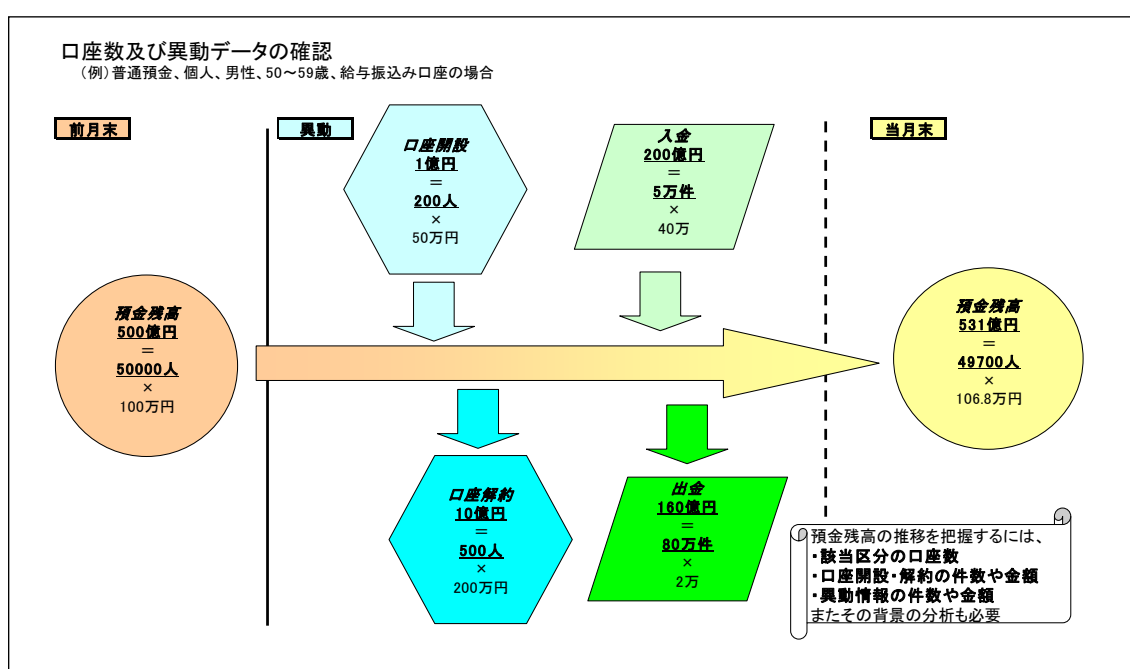 口座数及び異動データの確認
（例）普通預金、個人、男性、50～59歳、給与振込み口座の場合
前月末
預金残高
500億円
＝
50000人
×
100万円
異動
口座開設
1億円
＝
200人
×
50万円
入金
200億円
＝
5万件
×
40万
口座解約
10億円
＝
500人
×
200万円
出金
160億円
＝
80万件
×
2万
当月末
預金残高
531億円
＝
49700人
×
106.8万円
預金残高の推移を把握するには、
・該当区分の口座数
・口座開設・解約の件数や金額
・異動情報の件数や金額
またその背景の分析も必要